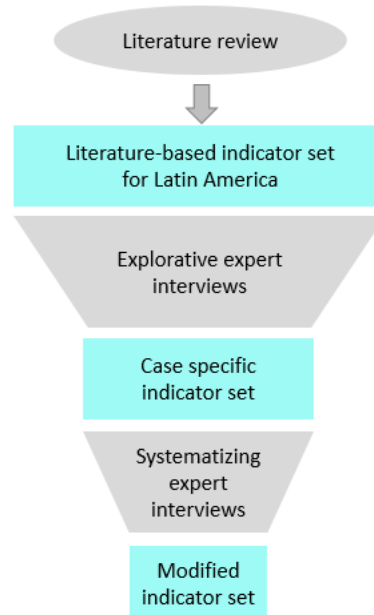 Literature review
Literature-based indicator set
for Latin America
Explorative expert
interviews
Case specific
indicator set
Systematizing
expert
interviews
Modified
indicator set